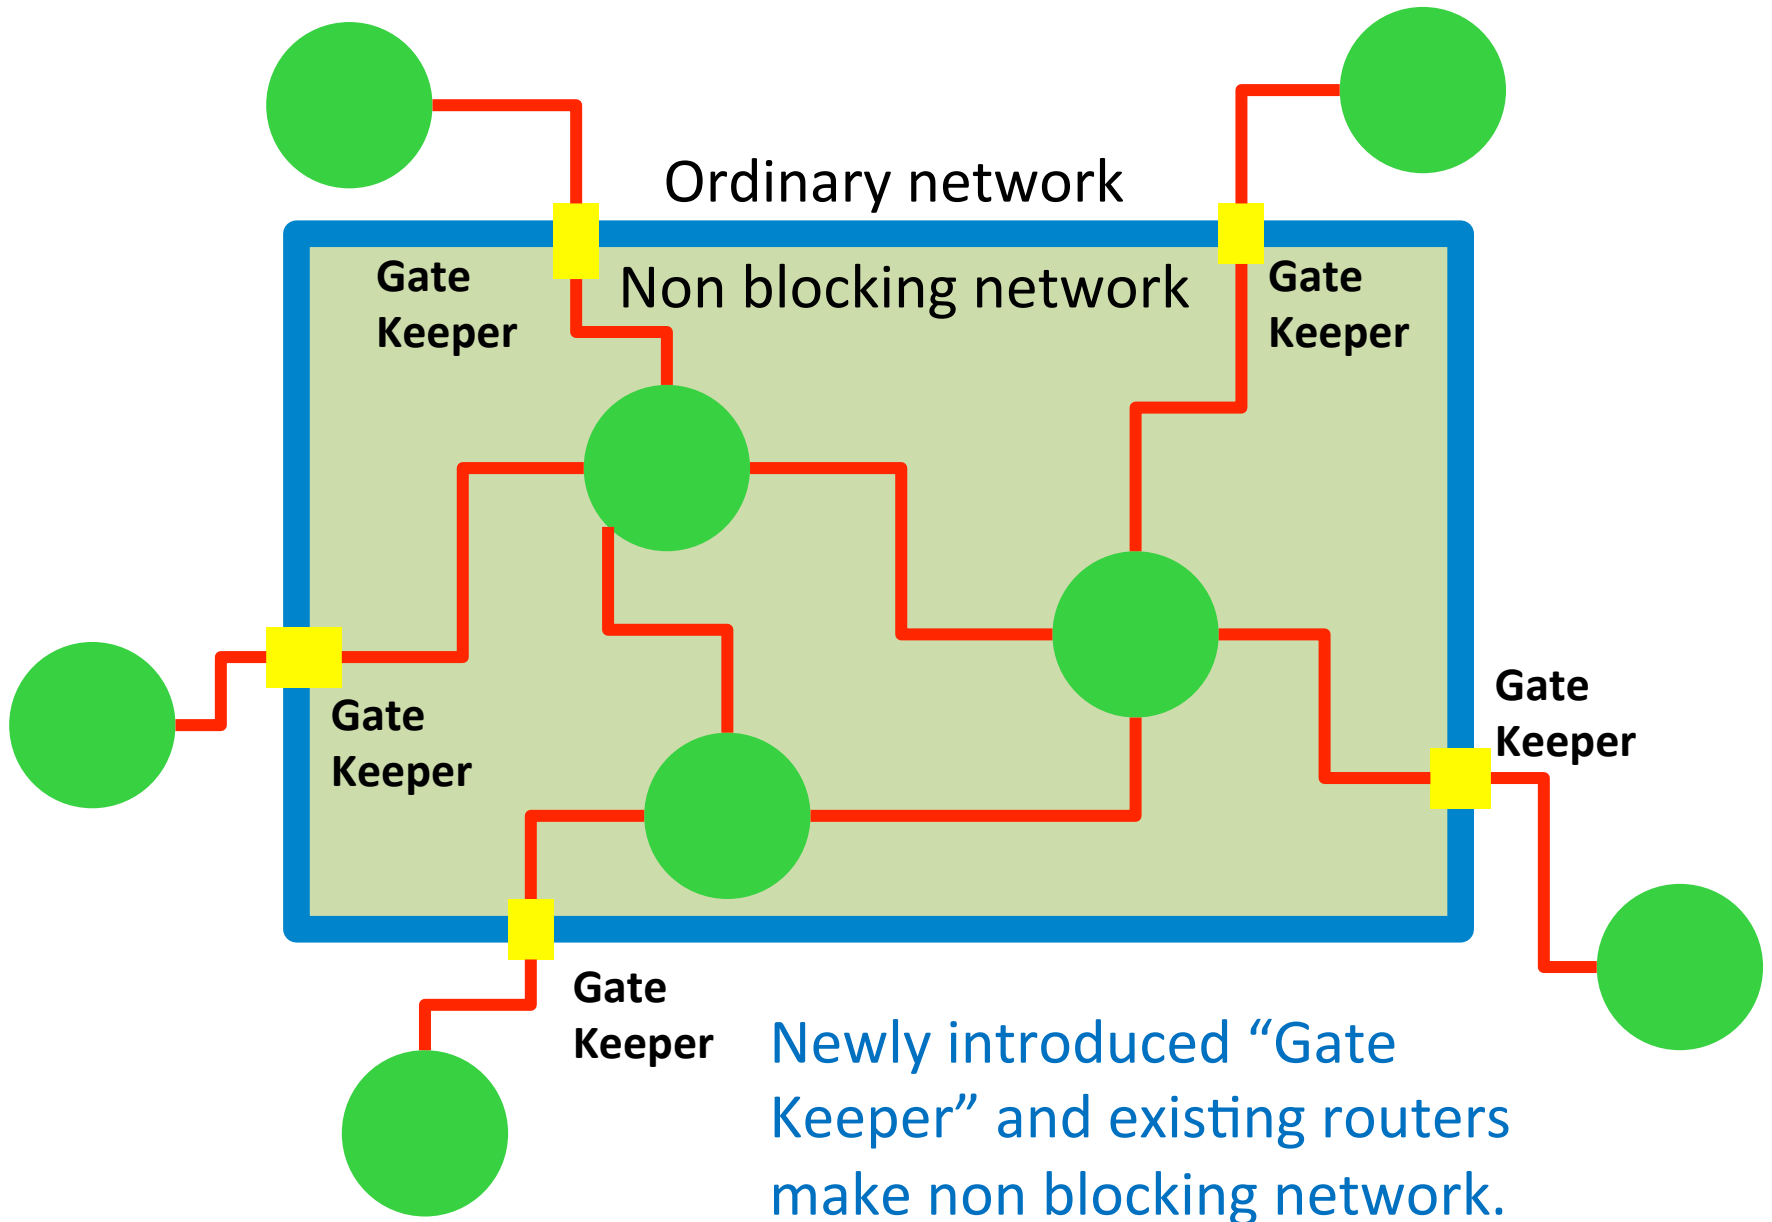 Ordinary network
Non blocking network
Gate
Keeper
Gate
Keeper
Gate
Keeper
Gate
Keeper
Gate
Keeper
Newly introduced “Gate
Keeper” and existing routers
make non blocking network.